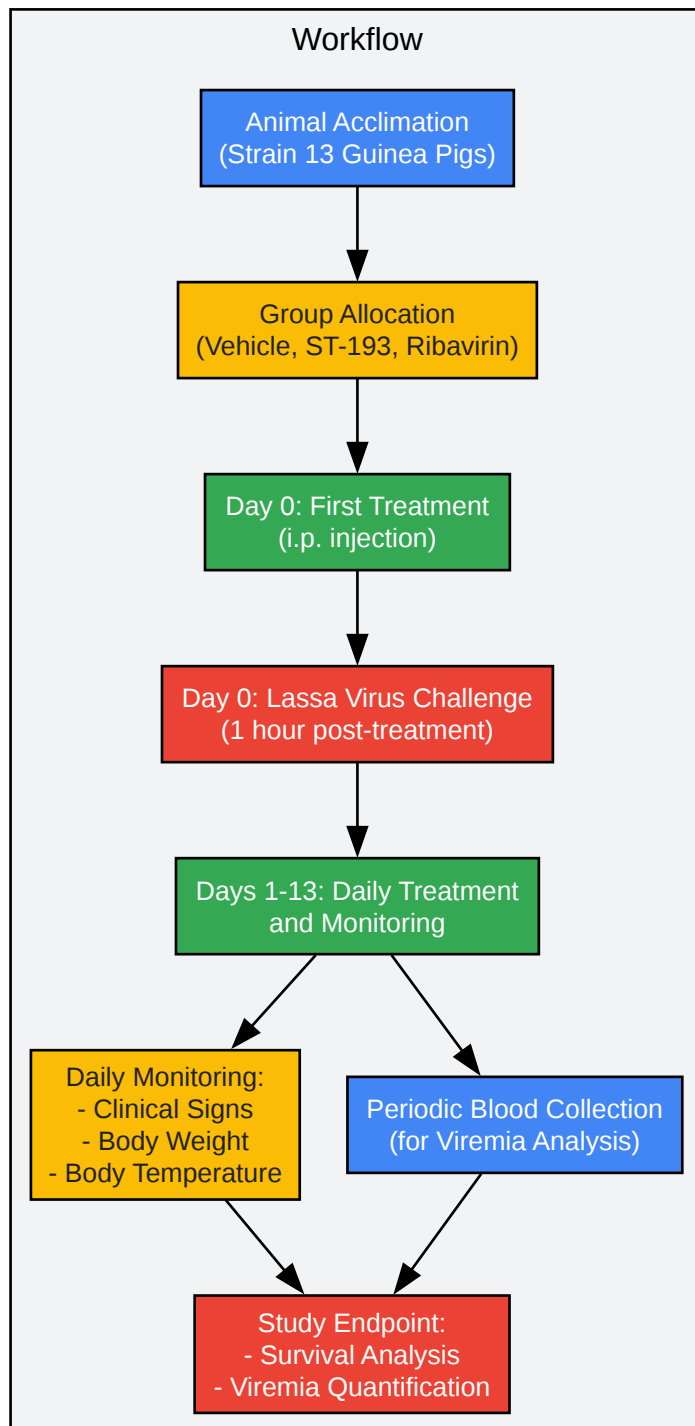 Workflow
Animal Acclimation
(Strain 13 Guinea Pigs)
Group Allocation
(Vehicle, ST-193, Ribavirin)
Day 0: First Treatment
(i.p. injection)
Day 0: Lassa Virus Challenge
(1 hour post-treatment)
Days 1-13: Daily Treatment
and Monitoring
Daily Monitoring:
- Clinical Signs
- Body Weight
- Body Temperature
Periodic Blood Collection
(for Viremia Analysis)
Study Endpoint:
- Survival Analysis
- Viremia Quantification